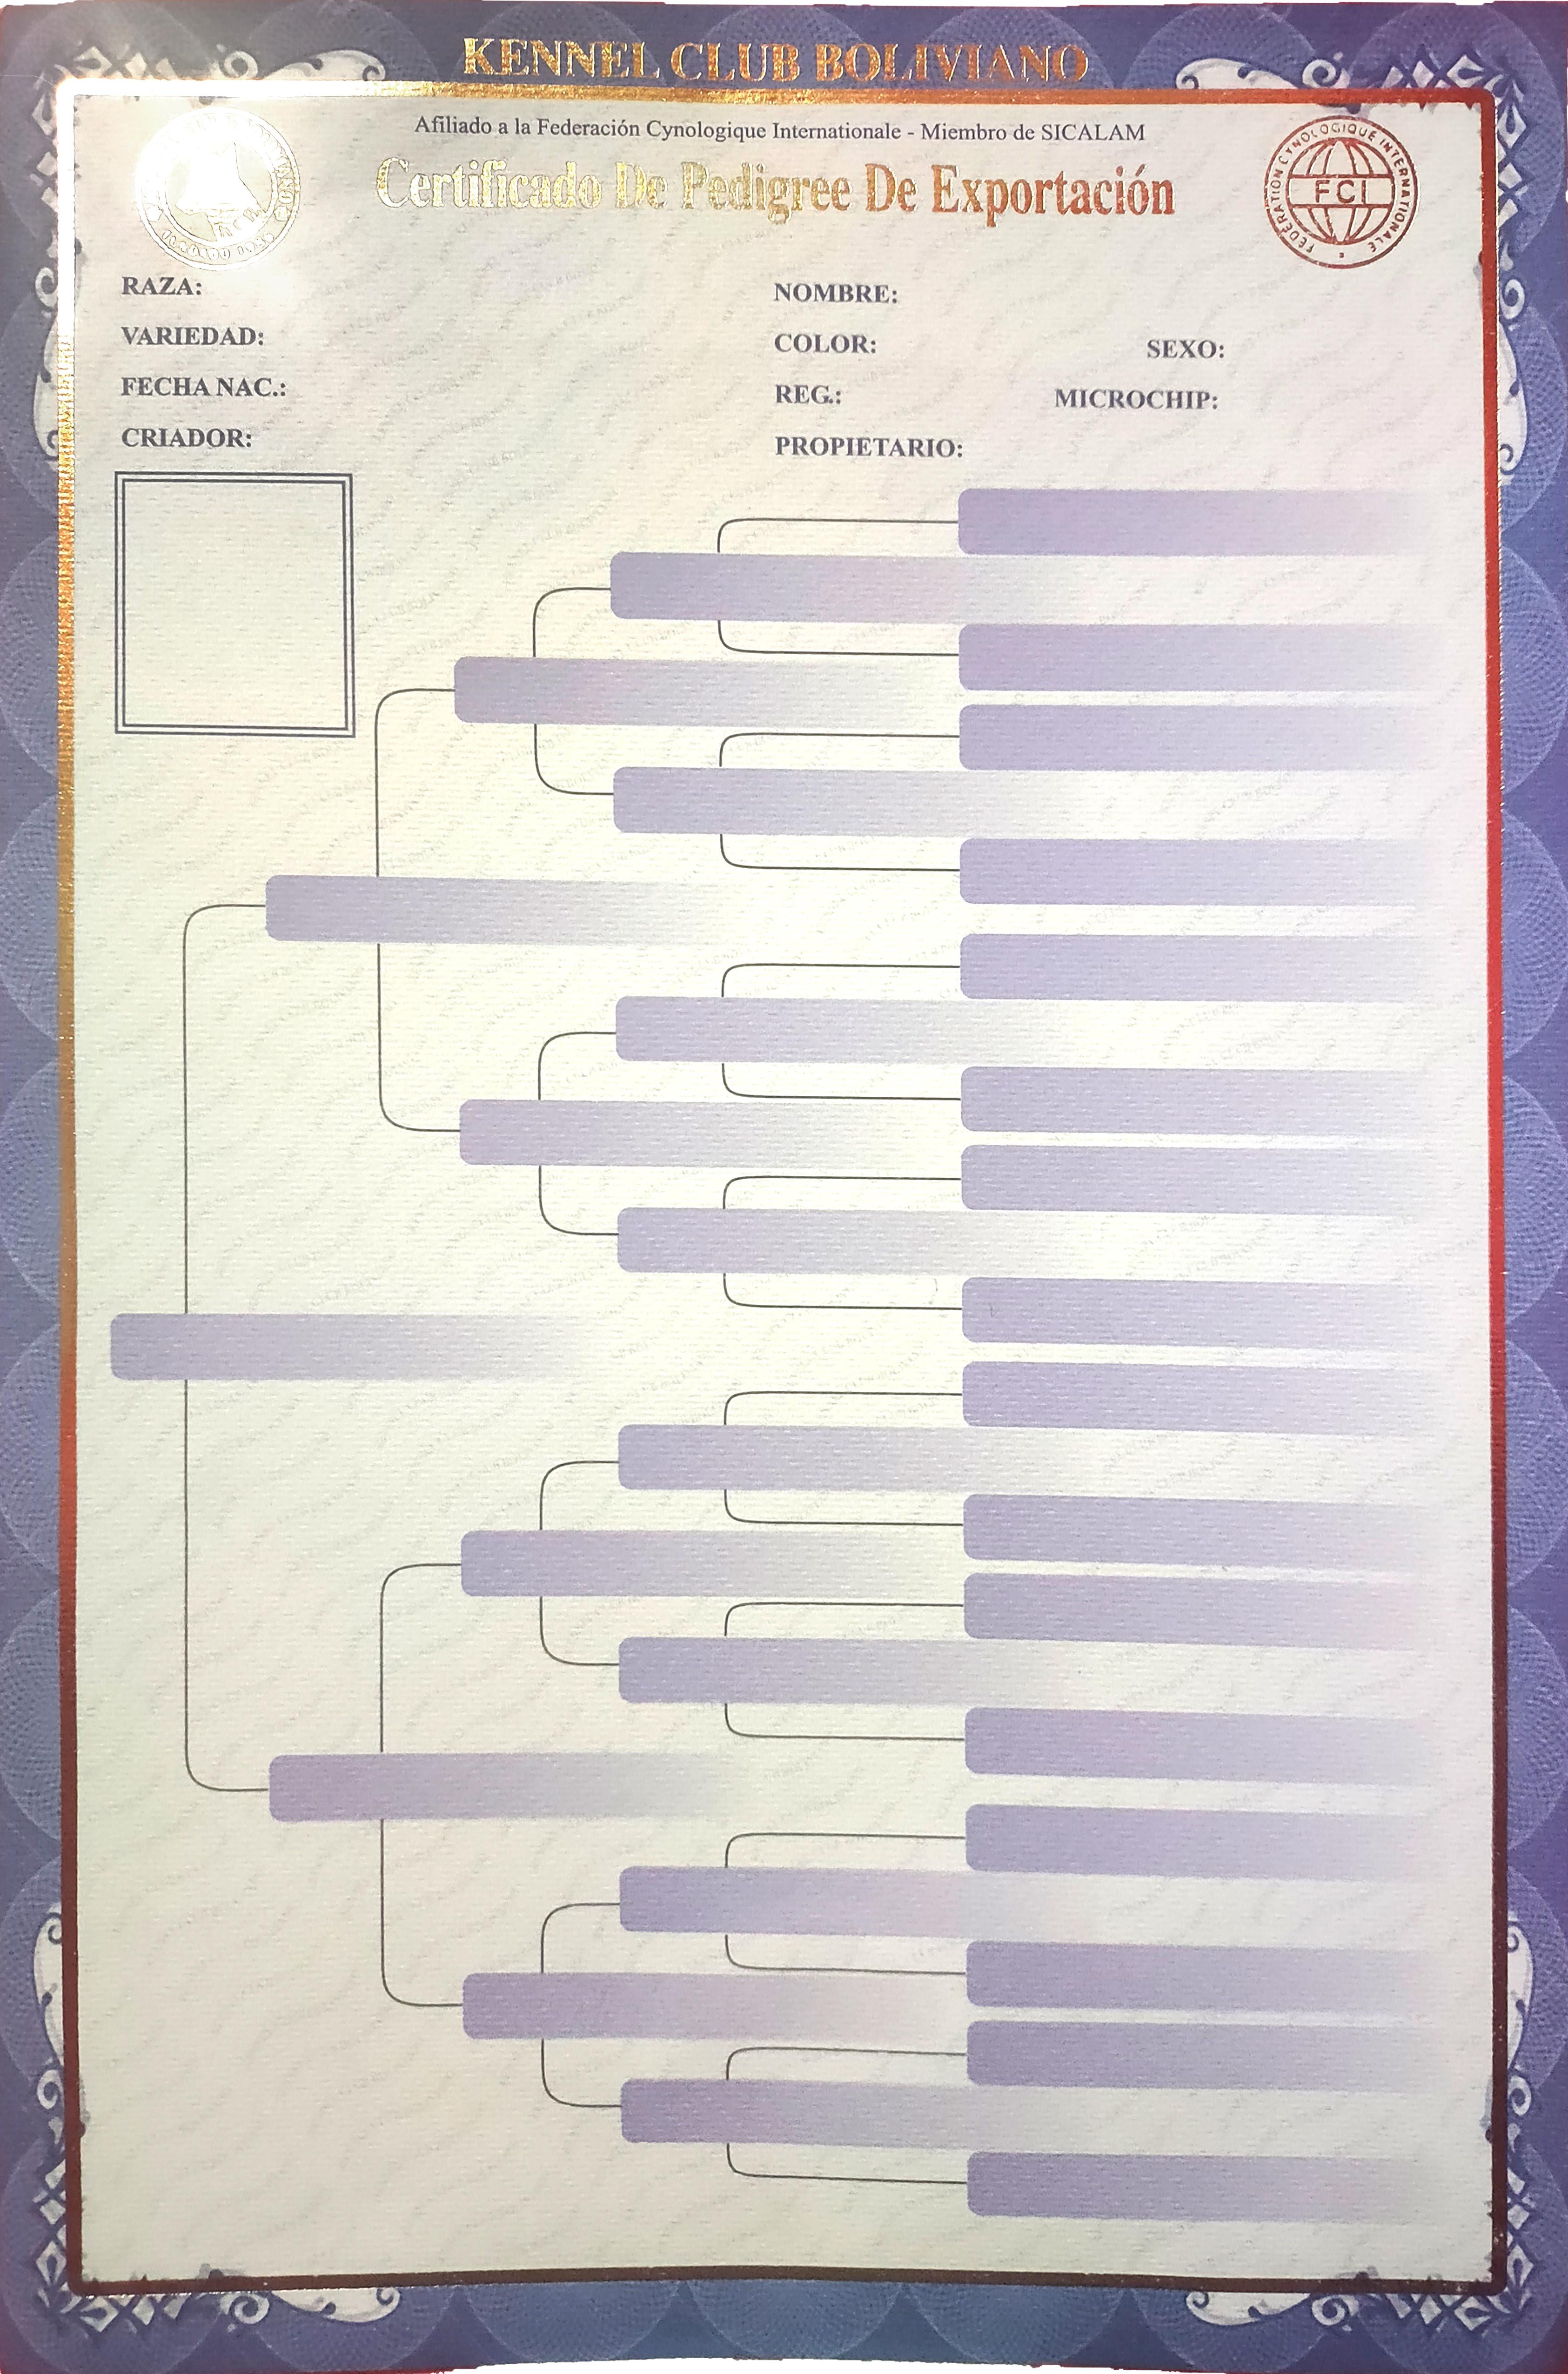 KENNEL CLUB BOLIVIANO
Afiliado a la Federación Cynologique Internationale - Miembro de SICALAM
Certificado De Pedigree De Exportación
FEDERATION CYNOLOGIQUE INTERNATIONALE
FCI
RAZA:
NOMBRE:
VARIEDAD:
COLOR:
SEXO:
FECHA NAC.:
REG.:
MICROCHIP:
CRIADOR:
PROPIETARIO: